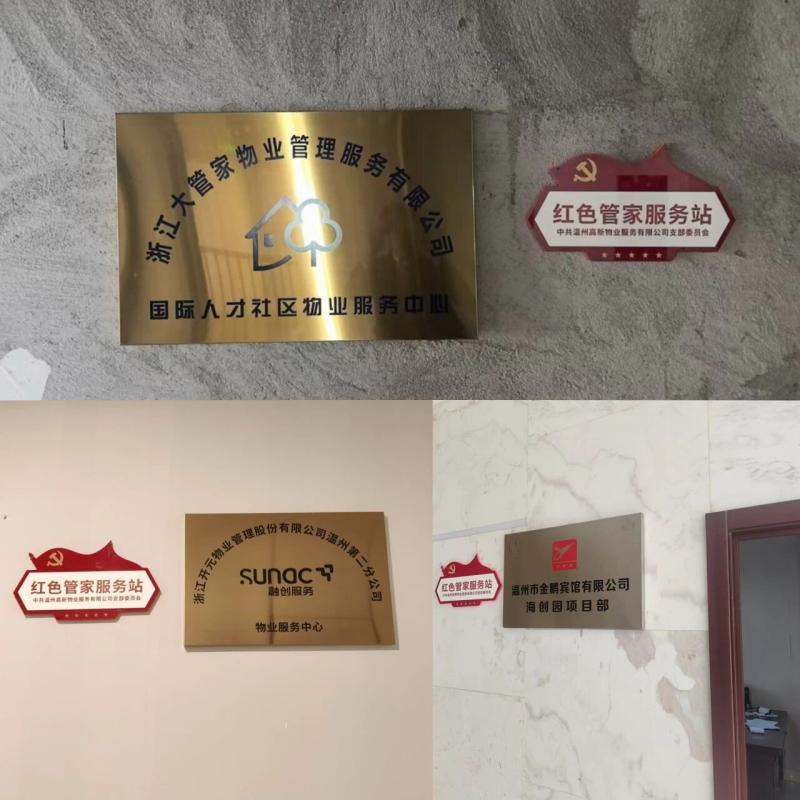 浙江大管家物业管理服务有限公司
国际人才社区物业服务中心
红色管家服务站
中共温州高新物业服务有限公司支部委员会
红色管家服务站
中共温州高新物业服务有限公司支部委员会
浙江开元物业管理股份有限公司温州第二分公司
sunac
融创服务
物业服务中心
红色管家服务站
温州市金鹏宾馆有限公司
海创园项目部